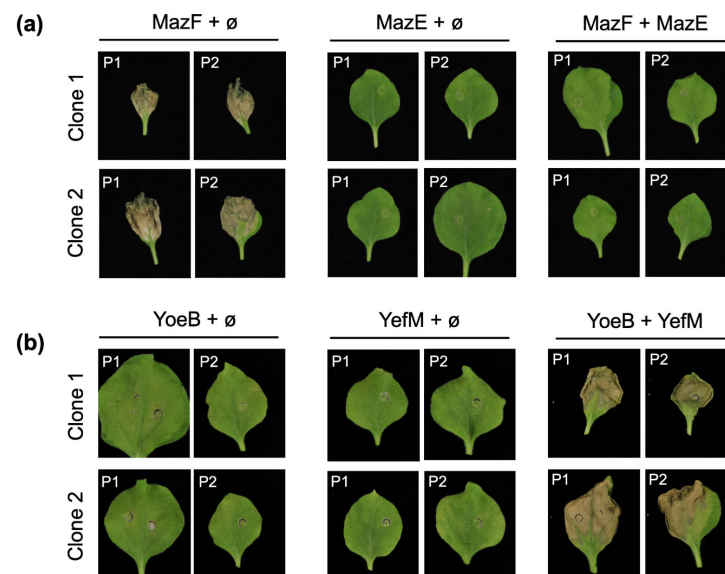 (a)
MazF + ø
MazE + ø
MazF + MazE
Clone 1
P1 P2 P1 P2 P1 P2
Clone 2
P1 P2 P1 P2 P1 P2
(b)
YoeB + ø
YefM + ø
YoeB + YefM
Clone 1
P1 P2 P1 P2 P1 P2
Clone 2
P1 P2 P1 P2 P1 P2